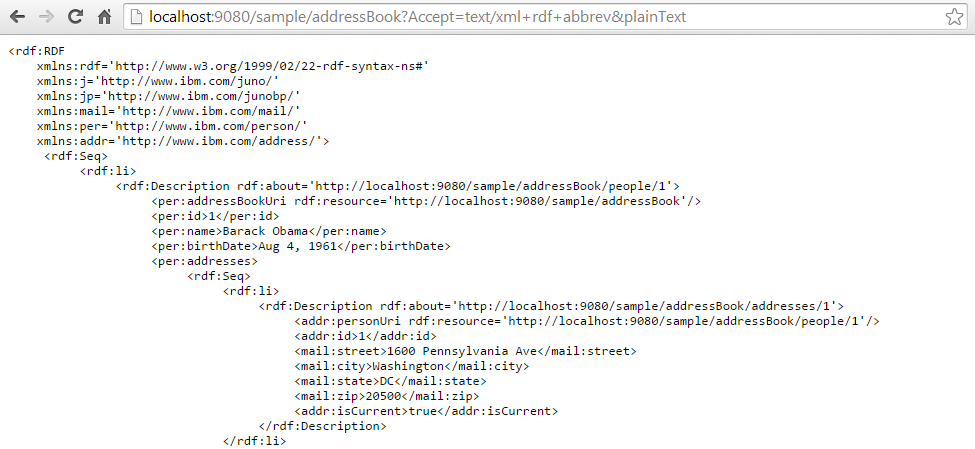 localhost:9080/sample/addressBook?Accept=text/xml+rdf+abbrev&plainText
<rdf:RDF
xmlns:rdf='http://www.w3.org/1999/02/22-rdf-syntax-ns#'
xmlns:j='http://www.ibm.com/juno/'
xmlns:jp='http://www.ibm.com/junobp/'
xmlns:mail='http://www.ibm.com/mail/'
xmlns:per='http://www.ibm.com/person/'
xmlns:addr='http://www.ibm.com/address/'>
<rdf:Seq>
<rdf:li>
<rdf:Description rdf:about='http://localhost:9080/sample/addressBook/people/1'>
<per:addressBookUri rdf:resource='http://localhost:9080/sample/addressBook'/>
<per:id>1</per:id>
<per:name>Barack Obama</per:name>
<per:birthDate>Aug 4, 1961</per:birthDate>
<per:addresses>
<rdf:Seq>
<rdf:li>
<rdf:Description rdf:about='http://localhost:9080/sample/addressBook/addresses/1'>
<addr:personUri rdf:resource='http://localhost:9080/sample/addressBook/people/1'/>
<addr:id>1</addr:id>
<mail:street>1600 Pennsylvania Ave</mail:street>
<mail:city>Washington</mail:city>
<mail:state>DC</mail:state>
<mail:zip>20500</mail:zip>
<addr:isCurrent>true</addr:isCurrent>
</rdf:Description>
</rdf:li>